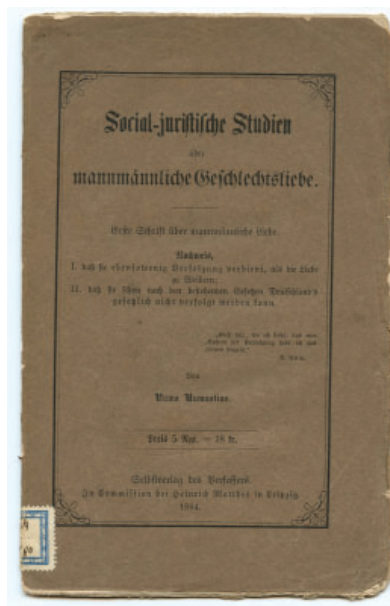 Social-juristische Studien
über
mannmännliche Geschlechtsliebe.
Erste Schrift über mannmännliche Liebe.
Nachweis,
I. daß sie ebensowenig Verfolgung verdient, als die Liebe
zu Weibern;
II. daß sie schon nach den bestehenden Gesetzen Deutschland's
gesetzlich nicht verfolgt werden kann.
Von
Numa Numantius.
Preis 5 Ngr. = 18 kr.
Selbstverlag des Verfassers.
In Commission bei Heinrich Matthes in Leipzig.
1864.